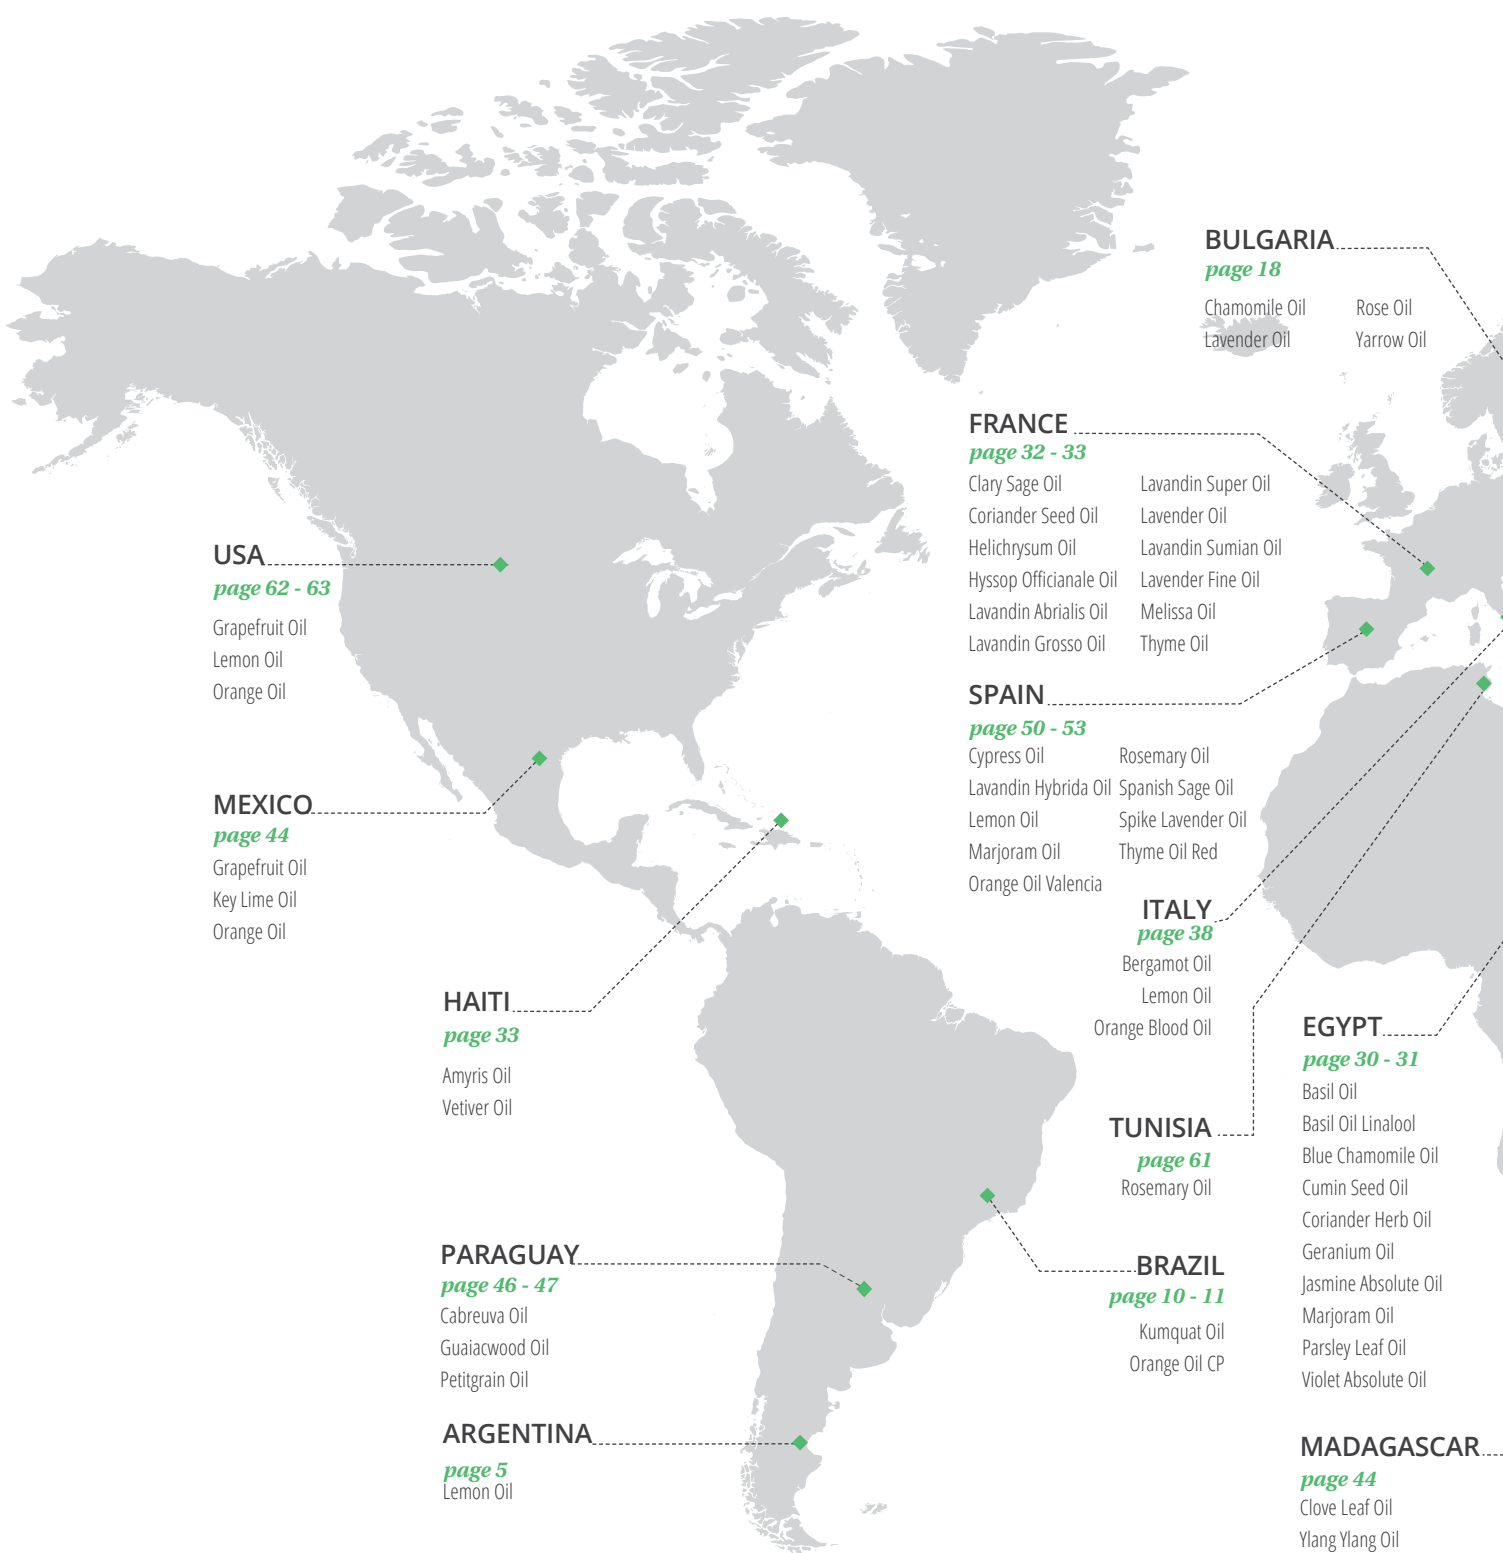 BULGARIA
page 18
Chamomile Oil
Lavender Oil
Rose Oil
Yarrow Oil
FRANCE
page 32 - 33
Clary Sage Oil
Coriander Seed Oil
Helichrysum Oil
Hyssop Officianale Oil
Lavandin Abrialis Oil
Lavandin Grosso Oil
Lavandin Super Oil
Lavender Oil
Lavandin Sumian Oil
Lavender Fine Oil
Melissa Oil
Thyme Oil
USA
page 62 - 63
Grapefruit Oil
Lemon Oil
Orange Oil
SPAIN
page 50 - 53
Cypress Oil
Lavandin Hybrida Oil
Lemon Oil
Marjoram Oil
Orange Oil Valencia
Rosemary Oil
Spanish Sage Oil
Spike Lavender Oil
Thyme Oil Red
MEXICO
page 44
Grapefruit Oil
Key Lime Oil
Orange Oil
ITALY
page 38
Bergamot Oil
Lemon Oil
Orange Blood Oil
HAITI
page 33
Amyris Oil
Vetiver Oil
EGYPT
page 30 - 31
Basil Oil
Basil Oil Linalool
Blue Chamomile Oil
Cumin Seed Oil
Coriander Herb Oil
Geranium Oil
Jasmine Absolute Oil
Marjoram Oil
Parsley Leaf Oil
Violet Absolute Oil
TUNISIA
page 61
Rosemary Oil
PARAGUAY
page 46 - 47
Cabreuva Oil
Guaiacwood Oil
Petitgrain Oil
BRAZIL
page 10 - 11
Kumquat Oil
Orange Oil CP
ARGENTINA
page 5
Lemon Oil
MADAGASCAR
page 44
Clove Leaf Oil
Ylang Ylang Oil